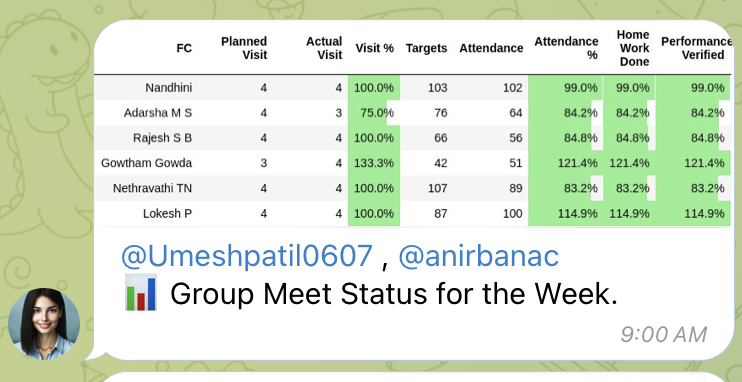 FC Planned Visit Actual Visit Visit % Targets Attendance Attendance % Home Work Done Performance Verified
Nandhini 4 4 100.0% 103 102 99.0% 99.0% 99.0%
Adarsha M S 4 3 75.0% 76 64 84.2% 84.2% 84.2%
Rajesh S B 4 4 100.0% 66 56 84.8% 84.8% 84.8%
Gowtham Gowda 3 4 133.3% 42 51 121.4% 121.4% 121.4%
Nethravathi TN 4 4 100.0% 107 89 83.2% 83.2% 83.2%
Lokesh P 4 4 100.0% 87 100 114.9% 114.9% 114.9%
@Umeshpatil0607 , @anirbanac
Group Meet Status for the Week.
9:00 AM